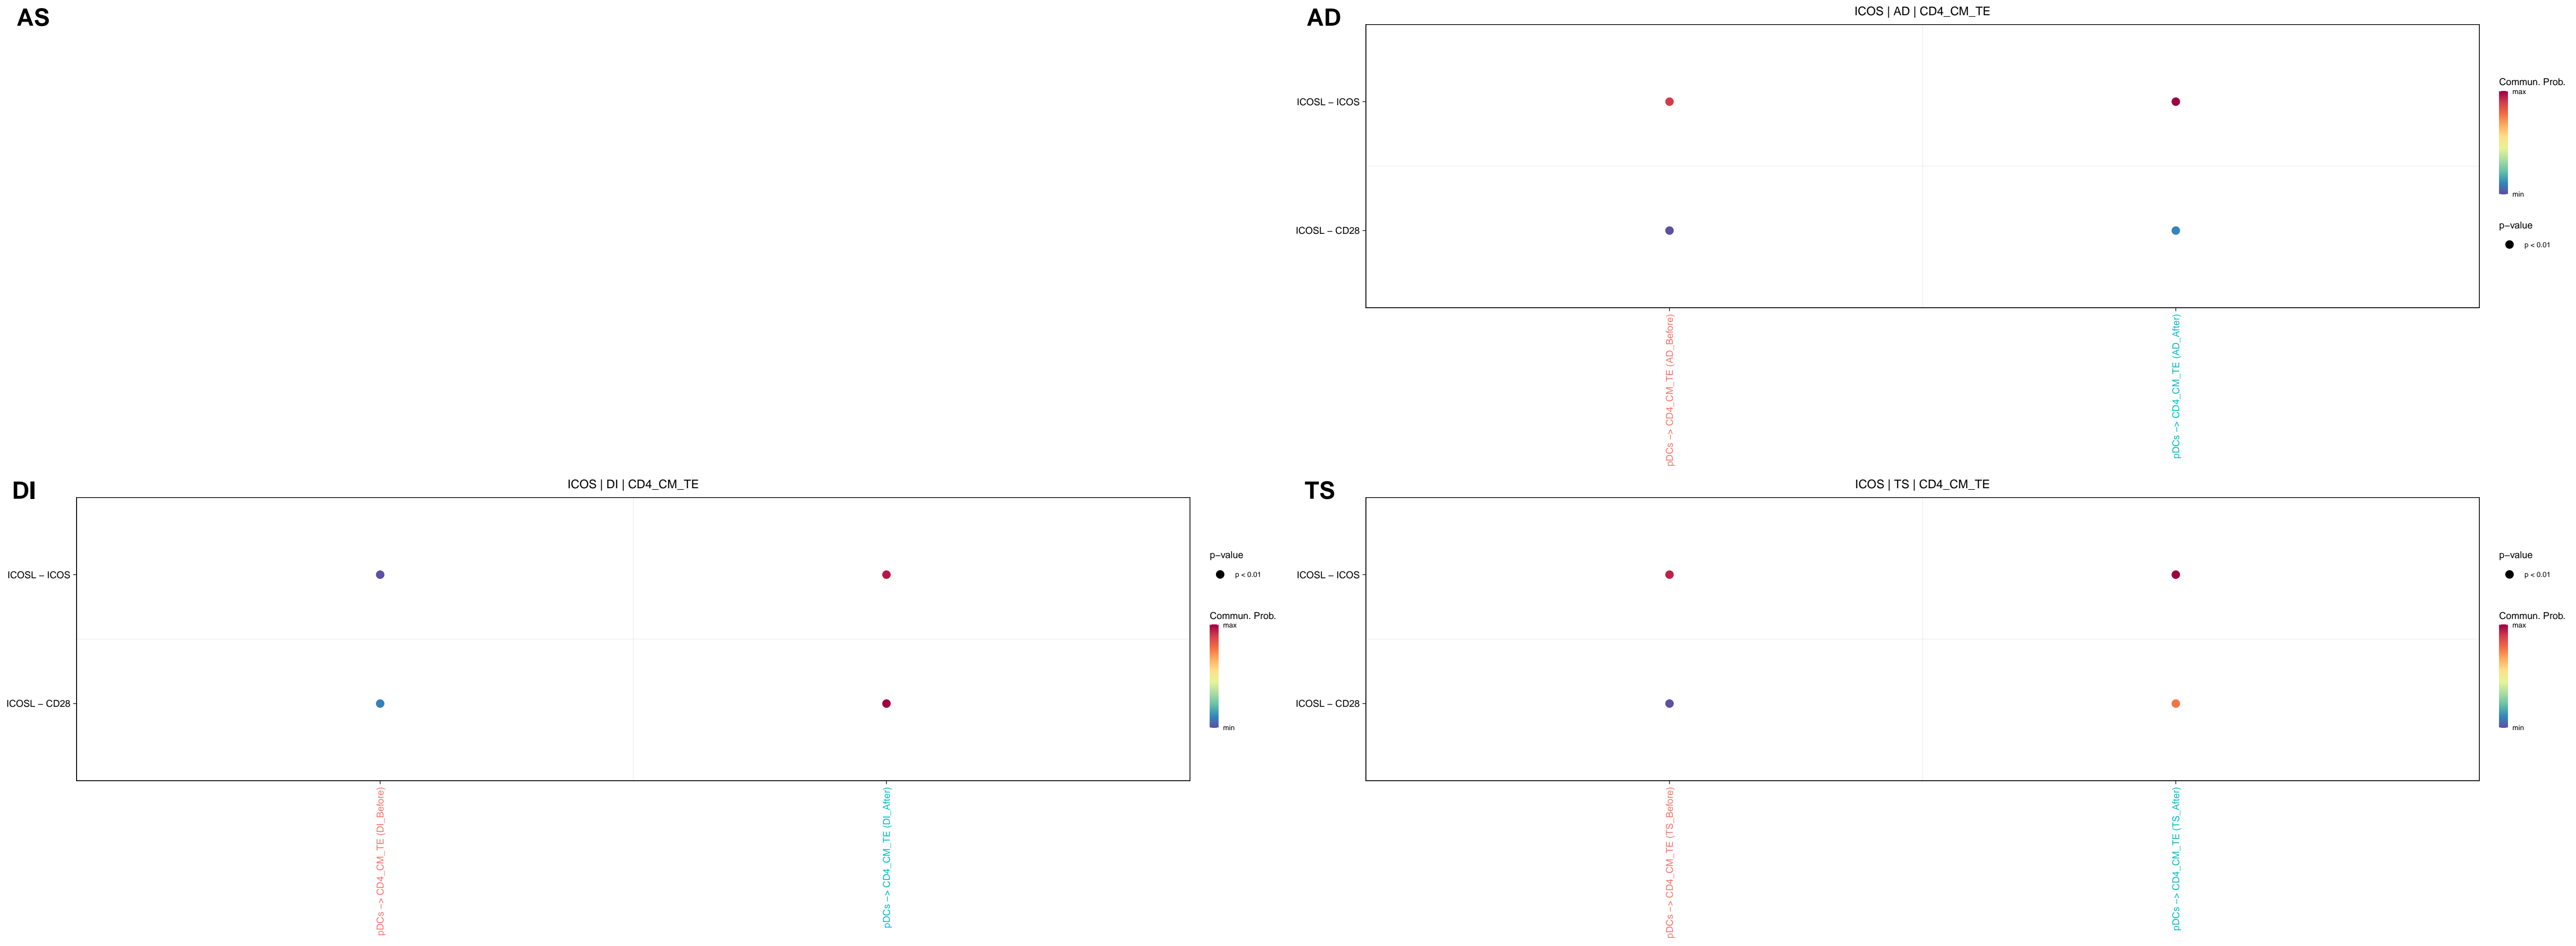 AS
AD
ICOS | AD | CD4_CM_TE
ICOSL − ICOS
ICOSL − CD28
pDCs −> CD4_CM_TE (AD_Before)
pDCs −> CD4_CM_TE (AD_After)
Commun. Prob.
max
min
p−value
p < 0.01
DI
ICOS | DI | CD4_CM_TE
ICOSL − ICOS
ICOSL − CD28
pDCs −> CD4_CM_TE (DI_Before)
pDCs −> CD4_CM_TE (DI_After)
p−value
p < 0.01
Commun. Prob.
max
min
TS
ICOS | TS | CD4_CM_TE
ICOSL − ICOS
ICOSL − CD28
pDCs −> CD4_CM_TE (TS_Before)
pDCs −> CD4_CM_TE (TS_After)
p−value
p < 0.01
Commun. Prob.
max
min